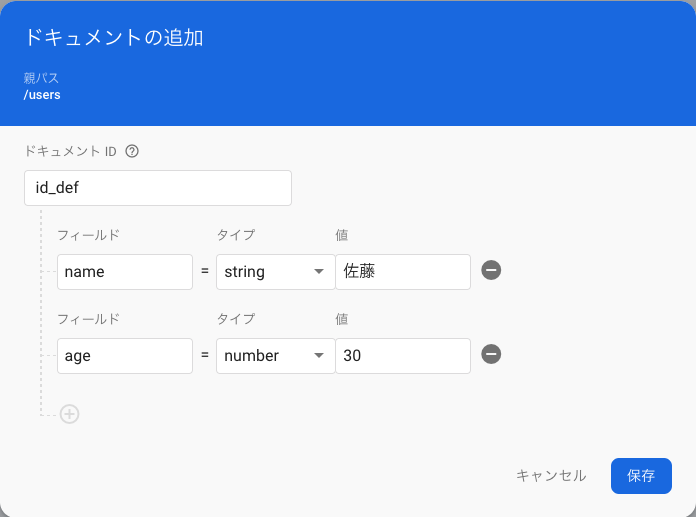 ドキュメントの追加
親パス
/users
ドキュメント ID
id_def
フィールド タイプ 値
name = string 佐藤
フィールド タイプ 値
age = number 30
キャンセル 保存